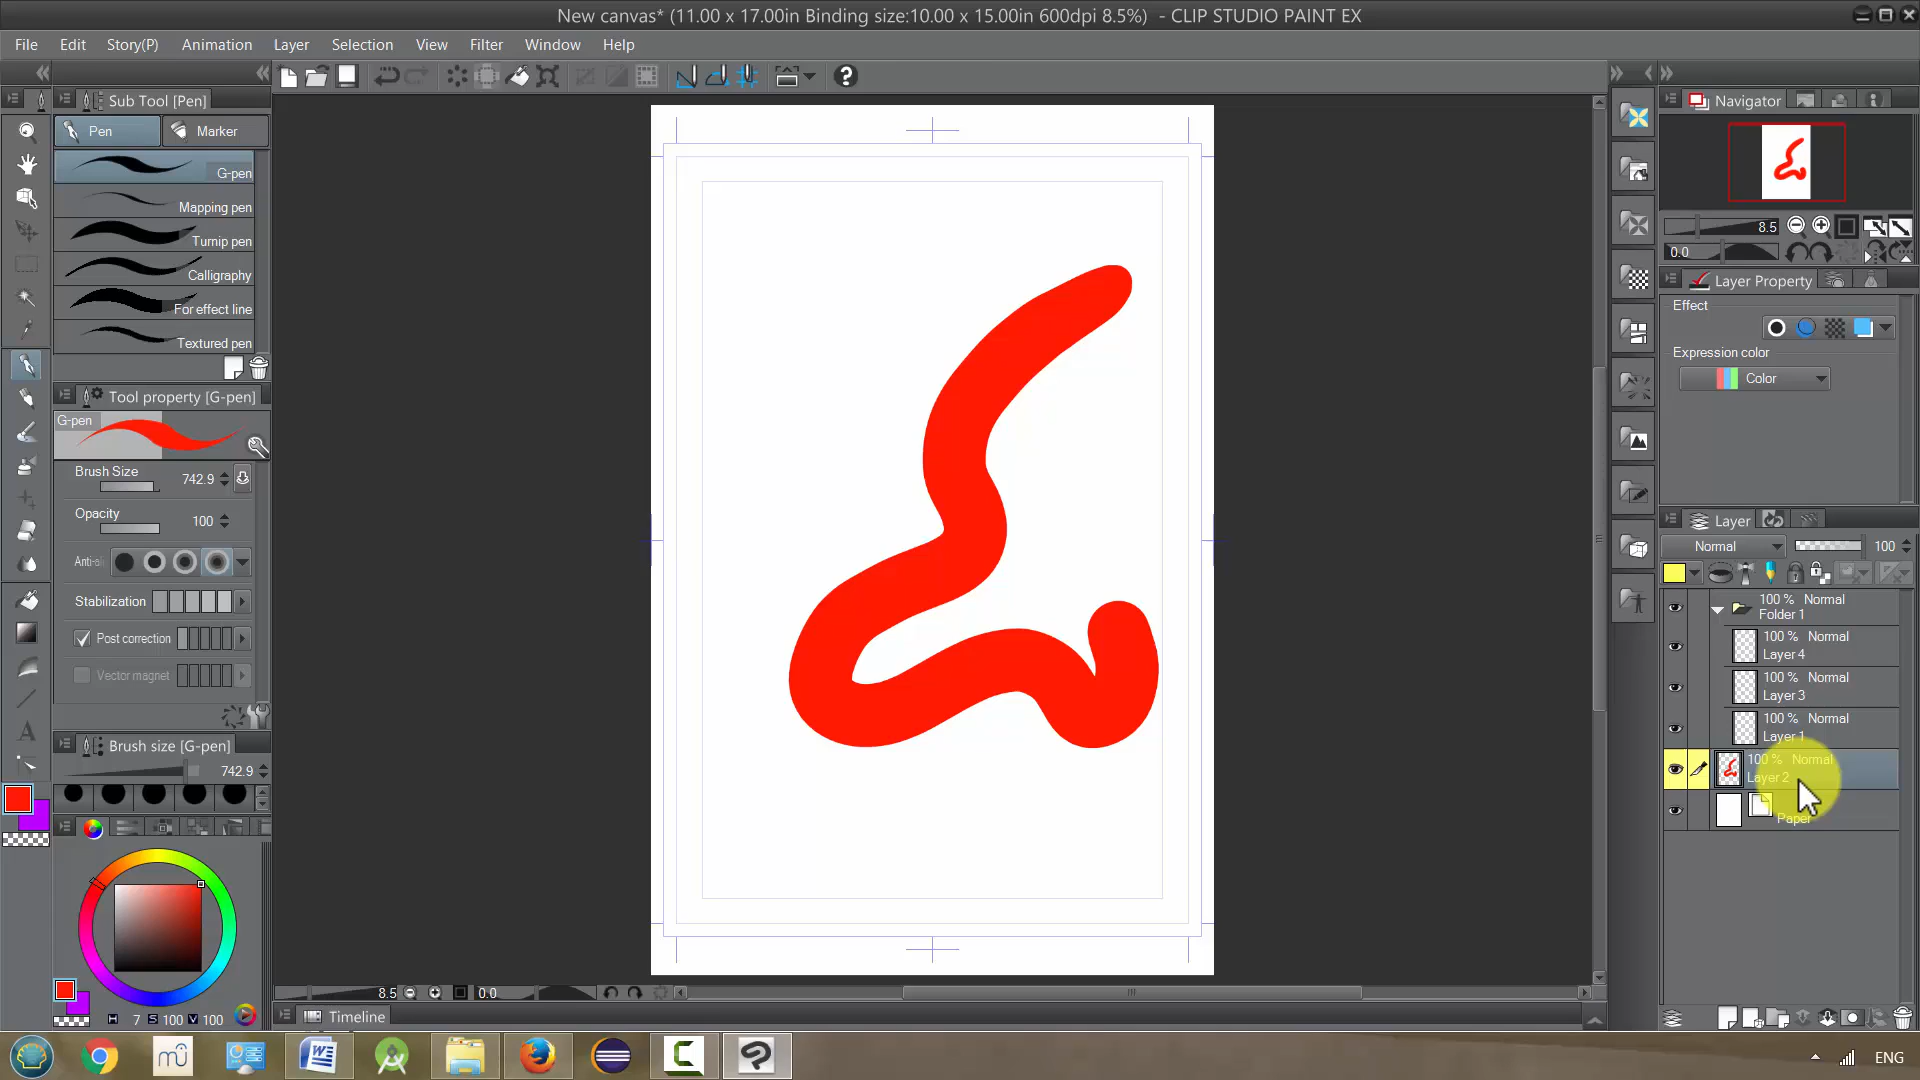 New canvas* (11.00 x 17.00in Binding size:10.00 x 15.00in 600dpi 8.5%) - CLIP STUDIO PAINT EX
File Edit Story(P) Animation Layer Selection View Filter Window Help
Sub Tool [Pen]
Pen Marker
G-pen
Mapping pen
Turnip pen
Calligraphy
For effect line
Textured pen
Tool property [G-pen]
G-pen
Brush Size 742.9
Opacity 100
Anti-
Stabilization
Post correction
Vector magnet
Brush size [G-pen]
742.9
H 7 S 100 V 100
8.5 0.0
Timeline
Navigator
8.5
0.0
Layer Property
Effect
Expression color
Color
Layer
Normal 100
100 % Normal
Folder 1
100 % Normal
Layer 4
100 % Normal
Layer 3
100 % Normal
Layer 1
100 % Normal
Layer 2
Paper
ENG